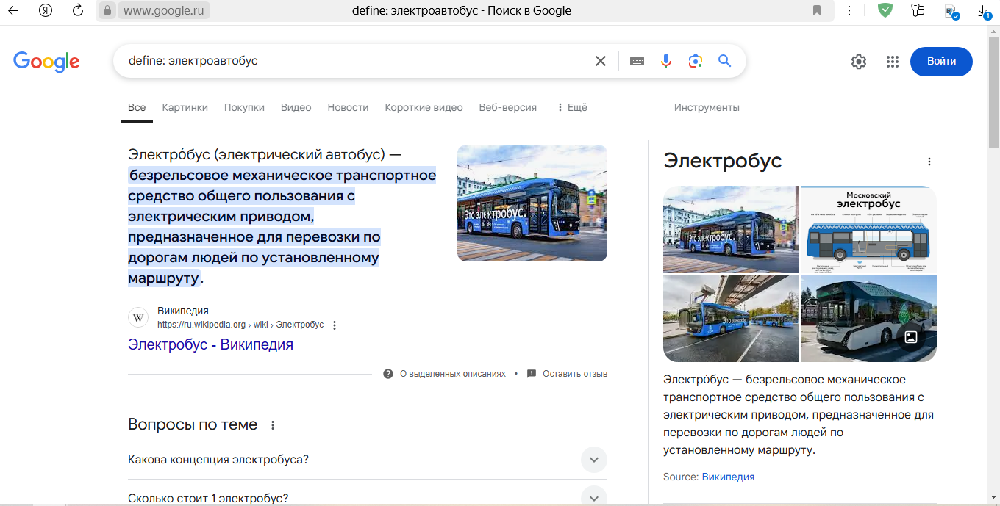 Я
www.google.ru
define: электроавтобус - Поиск в Google
1
Google
define: электроавтобус
Войти
Все
Картинки
Покупки
Видео
Новости
Короткие видео
Веб-версия
Ещё
Инструменты
Электро́бус (электрический автобус) —
безрельсовое механическое транспортное
средство общего пользования с
электрическим приводом,
предназначенное для перевозки по
дорогам людей по установленному
маршруту.
Это электробус.
W
Википедия
https://ru.wikipedia.org › wiki › Электробус
Электробус - Википедия
? О выделенных описаниях • Оставить отзыв
Вопросы по теме
Какова концепция электробуса?
Сколько стоит 1 электробус?
Электробус
Это электробус.
Московский
электробус
Это электробус
Электро́бус — безрельсовое механическое
транспортное средство общего пользования с
электрическим приводом, предназначенное для
перевозки по дорогам людей по
установленному маршруту.
Source: Википедия